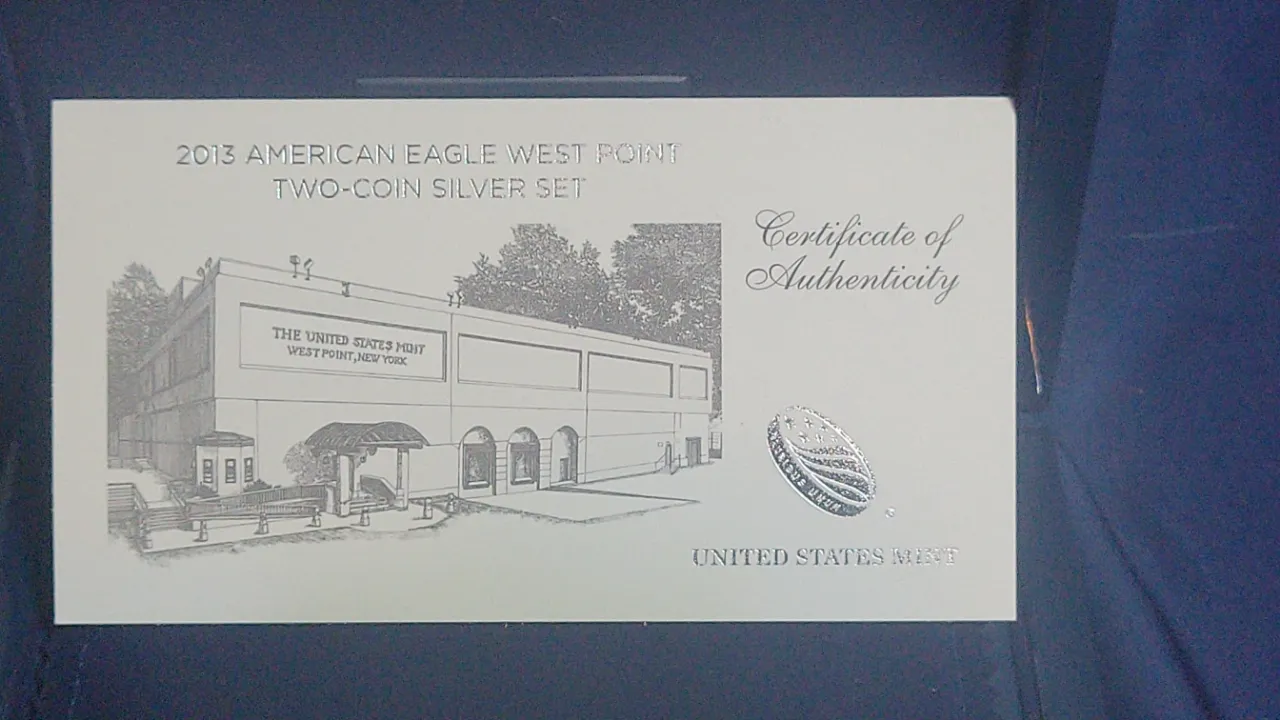 2013 AMERICAN EAGLE WEST POINT
TWO-COIN SILVER SET
Certificate of
Authenticity
THE UNITED STATES MINT
WEST POINT, NEW YORK
UNITED STATES MINT